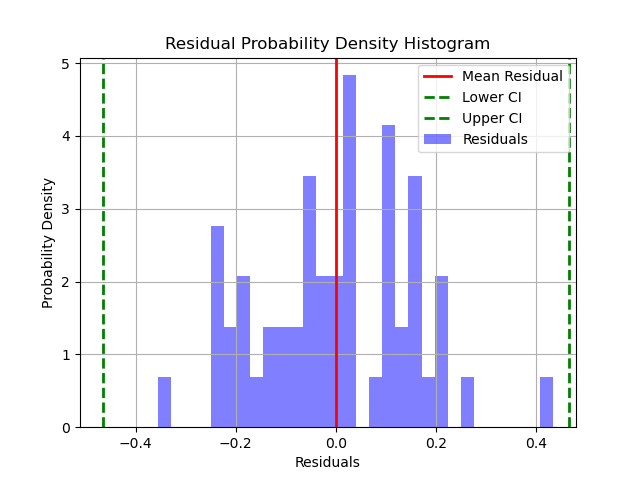 Residual Probability Density Histogram
Mean Residual
Lower CI
Upper CI
Residuals
Probability Density
5
4
3
2
1
0
−0.4 −0.2 0.0 0.2 0.4
Residuals